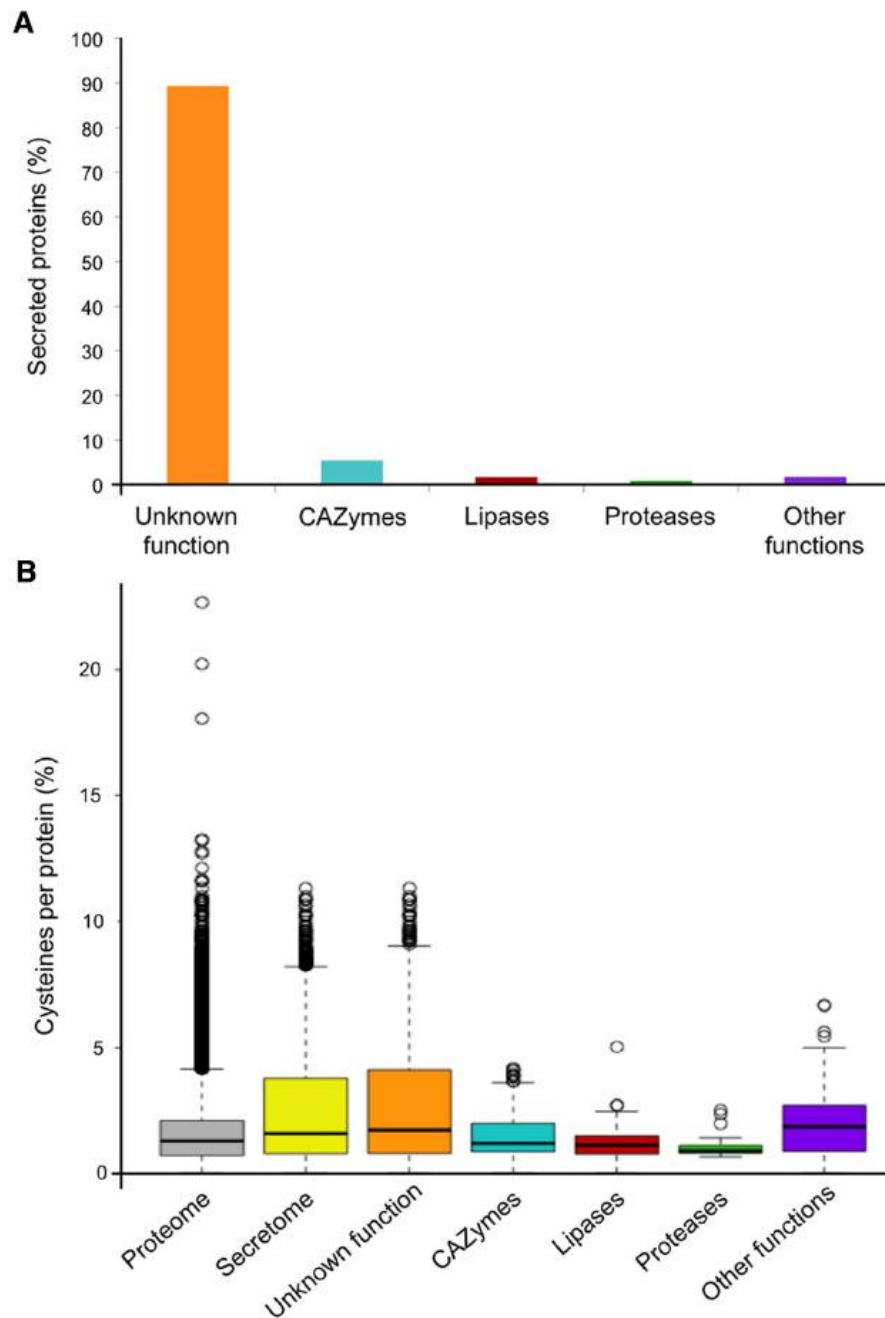 A
Secreted proteins (%)
100
90
80
70
60
50
40
30
20
10
0
Unknown
function
CAZymes
Lipases
Proteases
Other
functions
B
Cysteines per protein (%)
20
15
10
5
0
Proteome
Secretome
Unknown function
CAZymes
Lipases
Proteases
Other functions